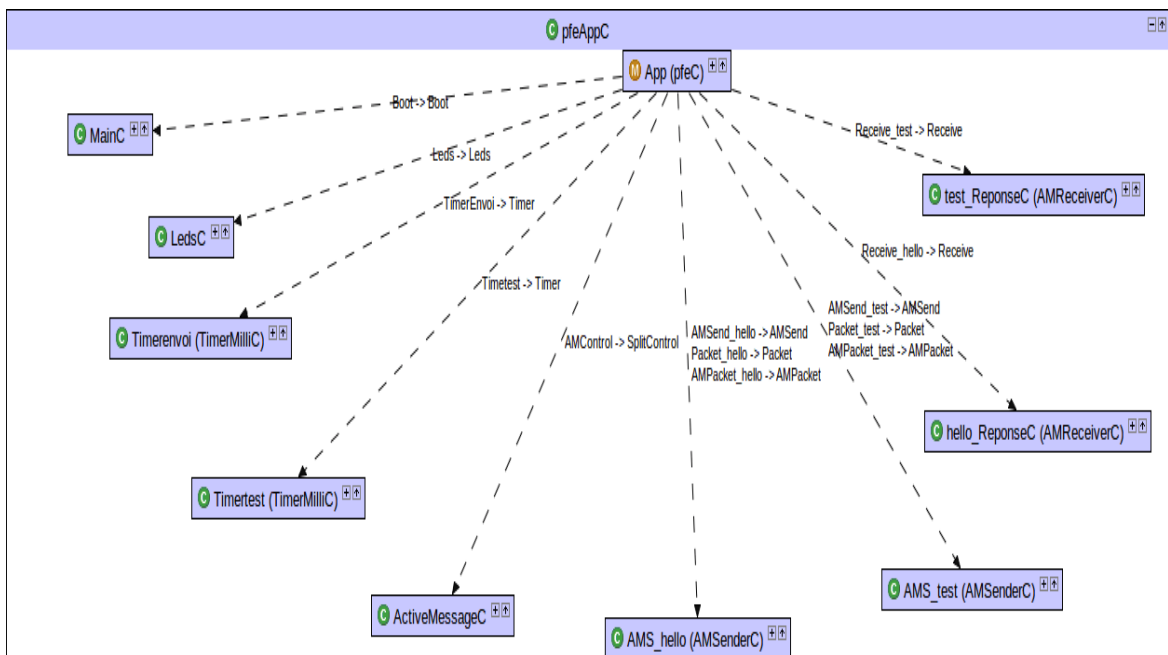 C pfeAppC
M App (pfeC)
Boot -> Boot
C MainC
Receive_test -> Receive
Leds -> Leds
C test_ReponseC (AMReceiverC)
TimerEnvoi -> Timer
C LedsC
Receive_hello -> Receive
Timetest -> Timer
AMSend_test -> AMSend
Packet_test -> Packet
AMPacket_test -> AMPacket
C Timerenvoi (TimerMilliC)
AMControl -> SplitControl
AMSend_hello -> AMSend
Packet_hello -> Packet
AMPacket_hello -> AMPacket
C hello_ReponseC (AMReceiverC)
C Timertest (TimerMilliC)
C AMS_test (AMSenderC)
C ActiveMessageC
C AMS_hello (AMSenderC)